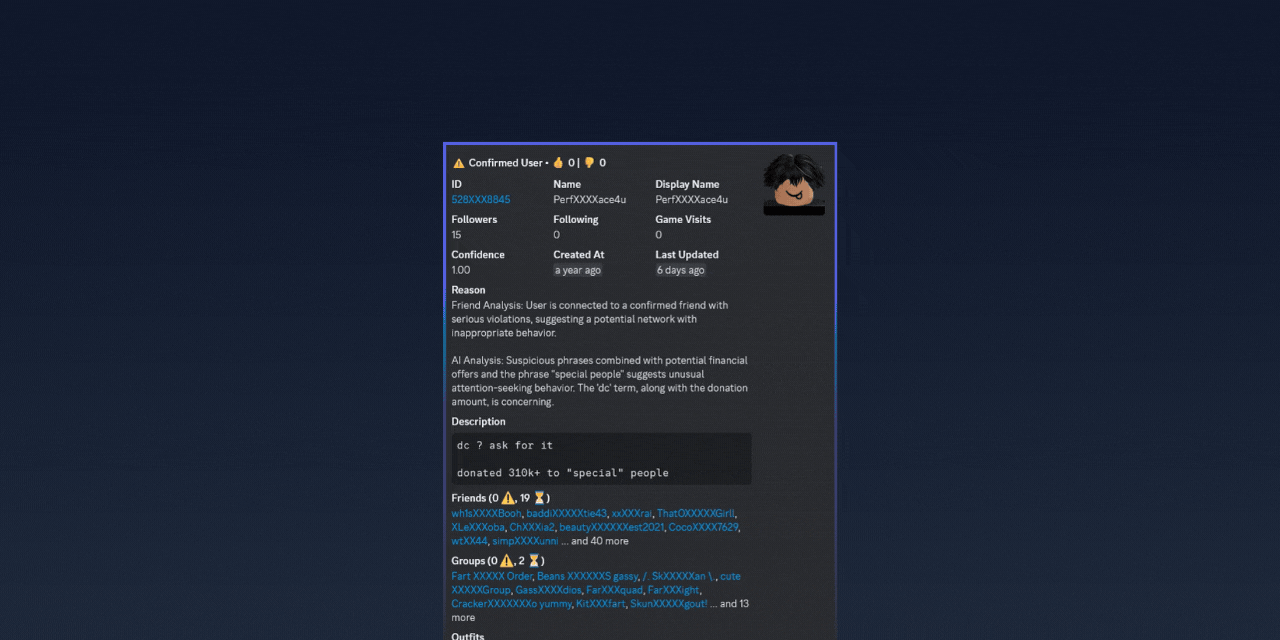 ⚠️ Confirmed User • 👍 0 | 👎 0
ID Name Display Name
528XXX8845 PerfXXXXace4u PerfXXXXace4u
Followers Following Game Visits
15 0 0
Confidence Created At Last Updated
1.00 a year ago 6 days ago
Reason
Friend Analysis: User is connected to a confirmed friend with
serious violations, suggesting a potential network with
inappropriate behavior.
AI Analysis: Suspicious phrases combined with potential financial
offers and the phrase "special people" suggests unusual
attention-seeking behavior. The 'dc' term, along with the donation
amount, is concerning.
Description
dc ? ask for it
donated 310k+ to "special" people
Friends (0 ⚠️, 19 ⏳)
wh1sXXXXBooh, baddiXXXXXtie43, xxXXXrai, ThatOXXXXXGirll,
XLeXXXoba, ChXXXia2, beautyXXXXXXest2021, CocoXXXX7629,
wtXX44, simpXXXXunni ... and 40 more
Groups (0 ⚠️, 2 ⏳)
Fart XXXXX Order, Beans XXXXXXS gassy, /. SkXXXXXan \ , cute
XXXXXGroup, GassXXXXdios, FarXXXquad, FarXXXight,
CrackerXXXXXXXo yummy, KitXXXfart, SkunXXXXXgout! ... and 13
more
Outfits